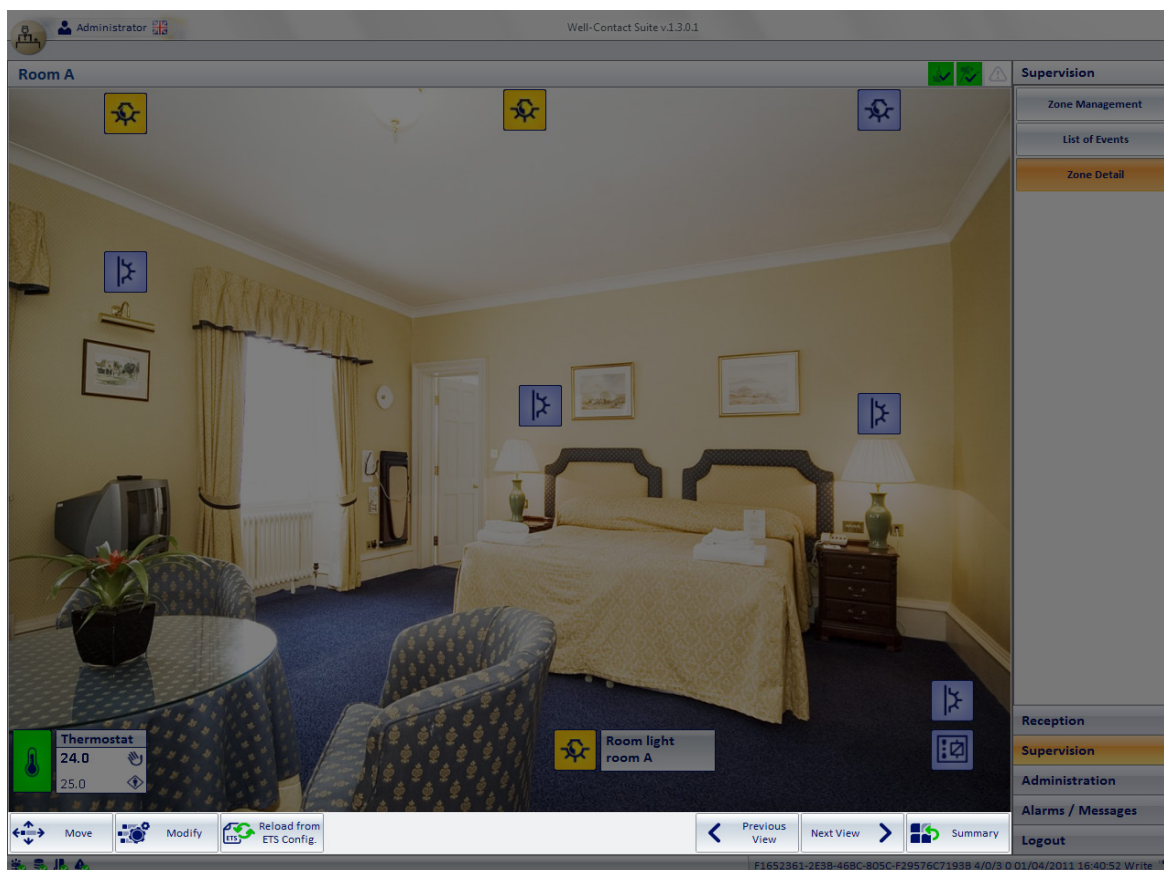 Administrator
Well-Contact Suite v.1.3.0.1
Room A
Supervision
Zone Management
List of Events
Zone Detail
Thermostat
24.0
25.0
Room light
room A
Reception
Supervision
Administration
Alarms / Messages
Logout
Move
Modify
ETS
Reload from
ETS Config.
Previous
View
Next View
Summary
F1652361-2E3B-46BC-805C-F29576C7193B 4/0/3 0 01/04/2011 16:40:52 Write